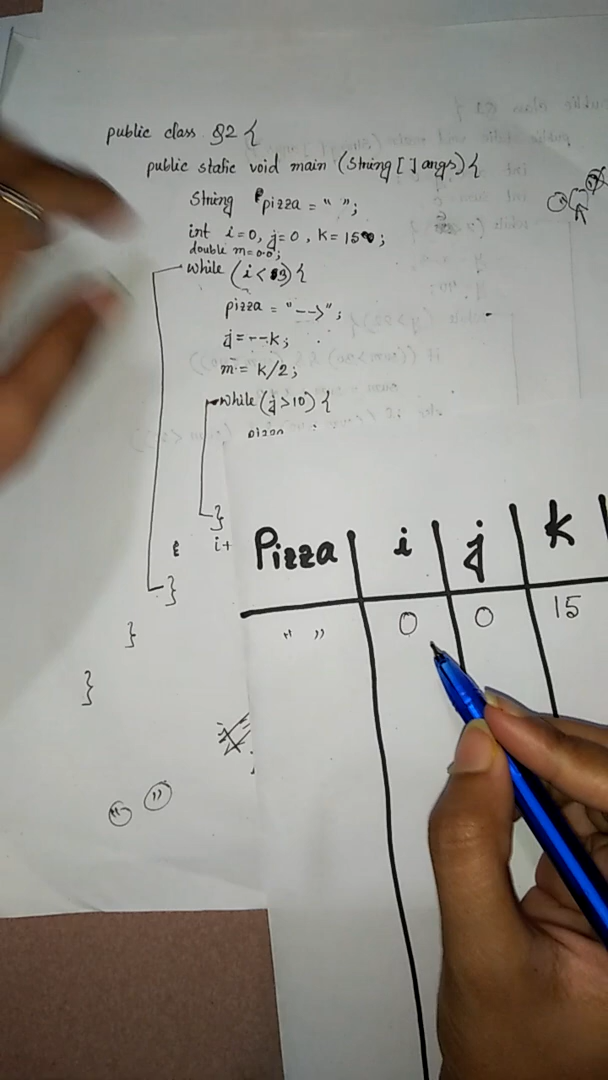 public class Q2 {
public static void main (String[] args) {
String pizza = " ";
int i=0, j=0, k=15;
double m=0.0;
while (i<3) {
pizza = "-->";
j=--k;
m = k/2;
while (j>10) {
}
i+
}
}
}
Pizza i j k
" " 0 0 15
" "